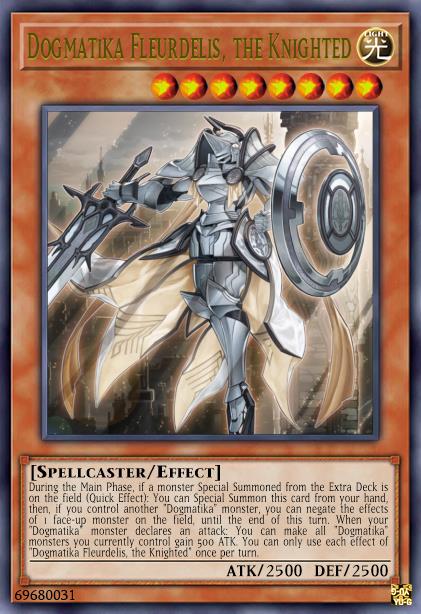 DOGMATIKA FLEURDELIS, THE KNIGHTED
LIGHT
光
[SPELLCASTER/EFFECT]
During the Main Phase, if a monster Special Summoned from the Extra Deck is
on the field (Quick Effect): You can Special Summon this card from your hand,
then, if you control another "Dogmatika" monster, you can negate the effects
of 1 face-up monster on the field, until the end of this turn. When your
"Dogmatika" monster declares an attack: You can make all "Dogmatika"
monsters you currently control gain 500 ATK. You can only use each effect of
"Dogmatika Fleurdelis, the Knighted" once per turn.
ATK/2500 DEF/2500
69680031